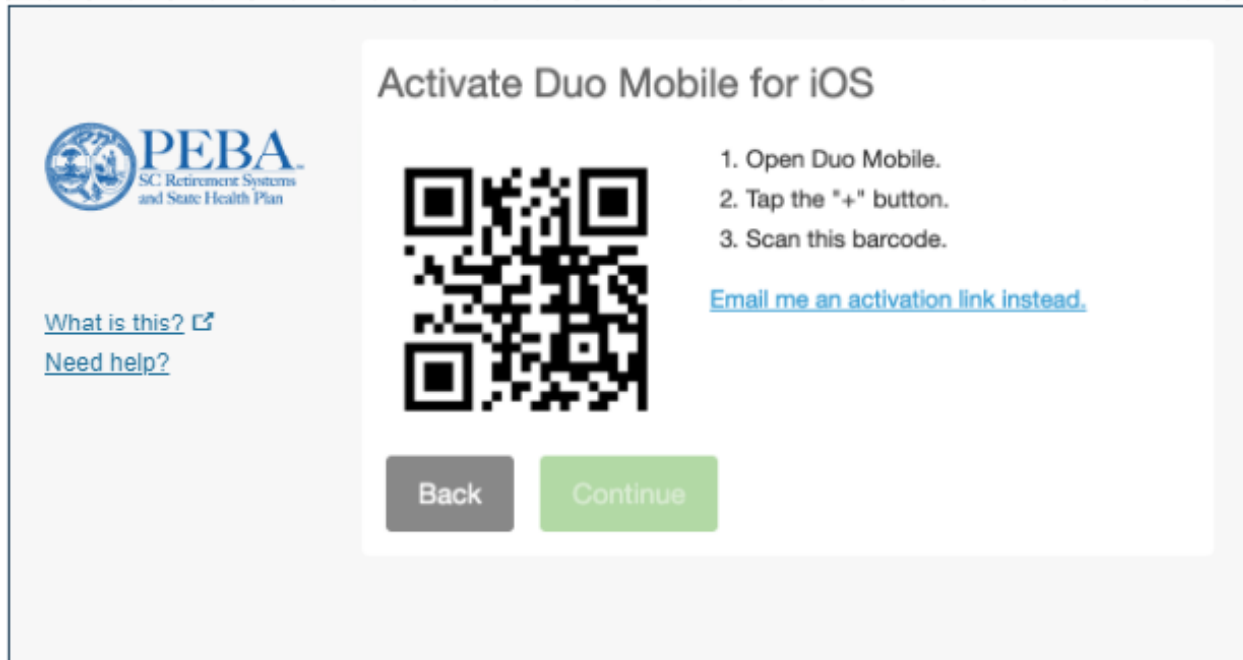 PEBA™
SC Retirement Systems
and State Health Plan
What is this?
Need help?
Activate Duo Mobile for iOS
1. Open Duo Mobile.
2. Tap the "+" button.
3. Scan this barcode.
Email me an activation link instead.
Back
Continue